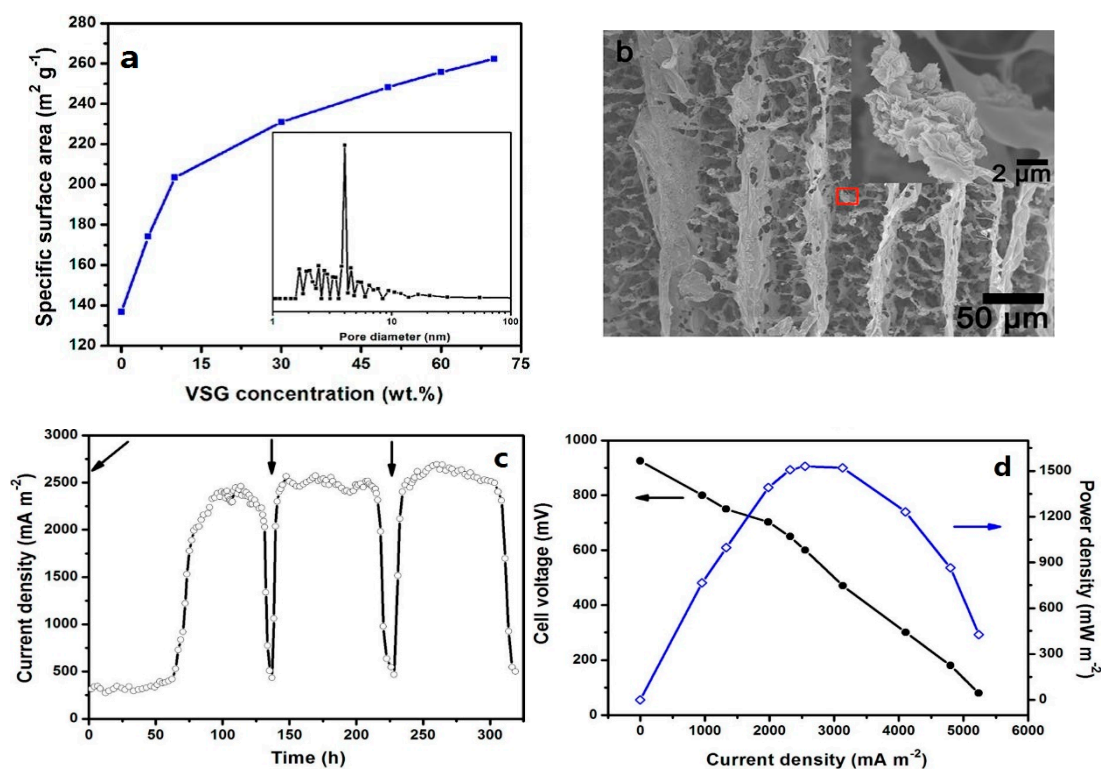 a
280
260
240
220
200
180
160
140
120
Specific surface area (m² g⁻¹)
0 15 30 45 60 75
VSG concentration (wt.%)
1 10 100
Pore diameter (nm)
b
2 µm
50 µm
c
3000
2500
2000
1500
1000
500
0
Current density (mA m⁻²)
0 50 100 150 200 250 300
Time (h)
d
1000
800
600
400
200
0
Cell voltage (mV)
1500
1200
900
600
300
0
Power density (mW m⁻²)
0 1000 2000 3000 4000 5000 6000
Current density (mA m⁻²)